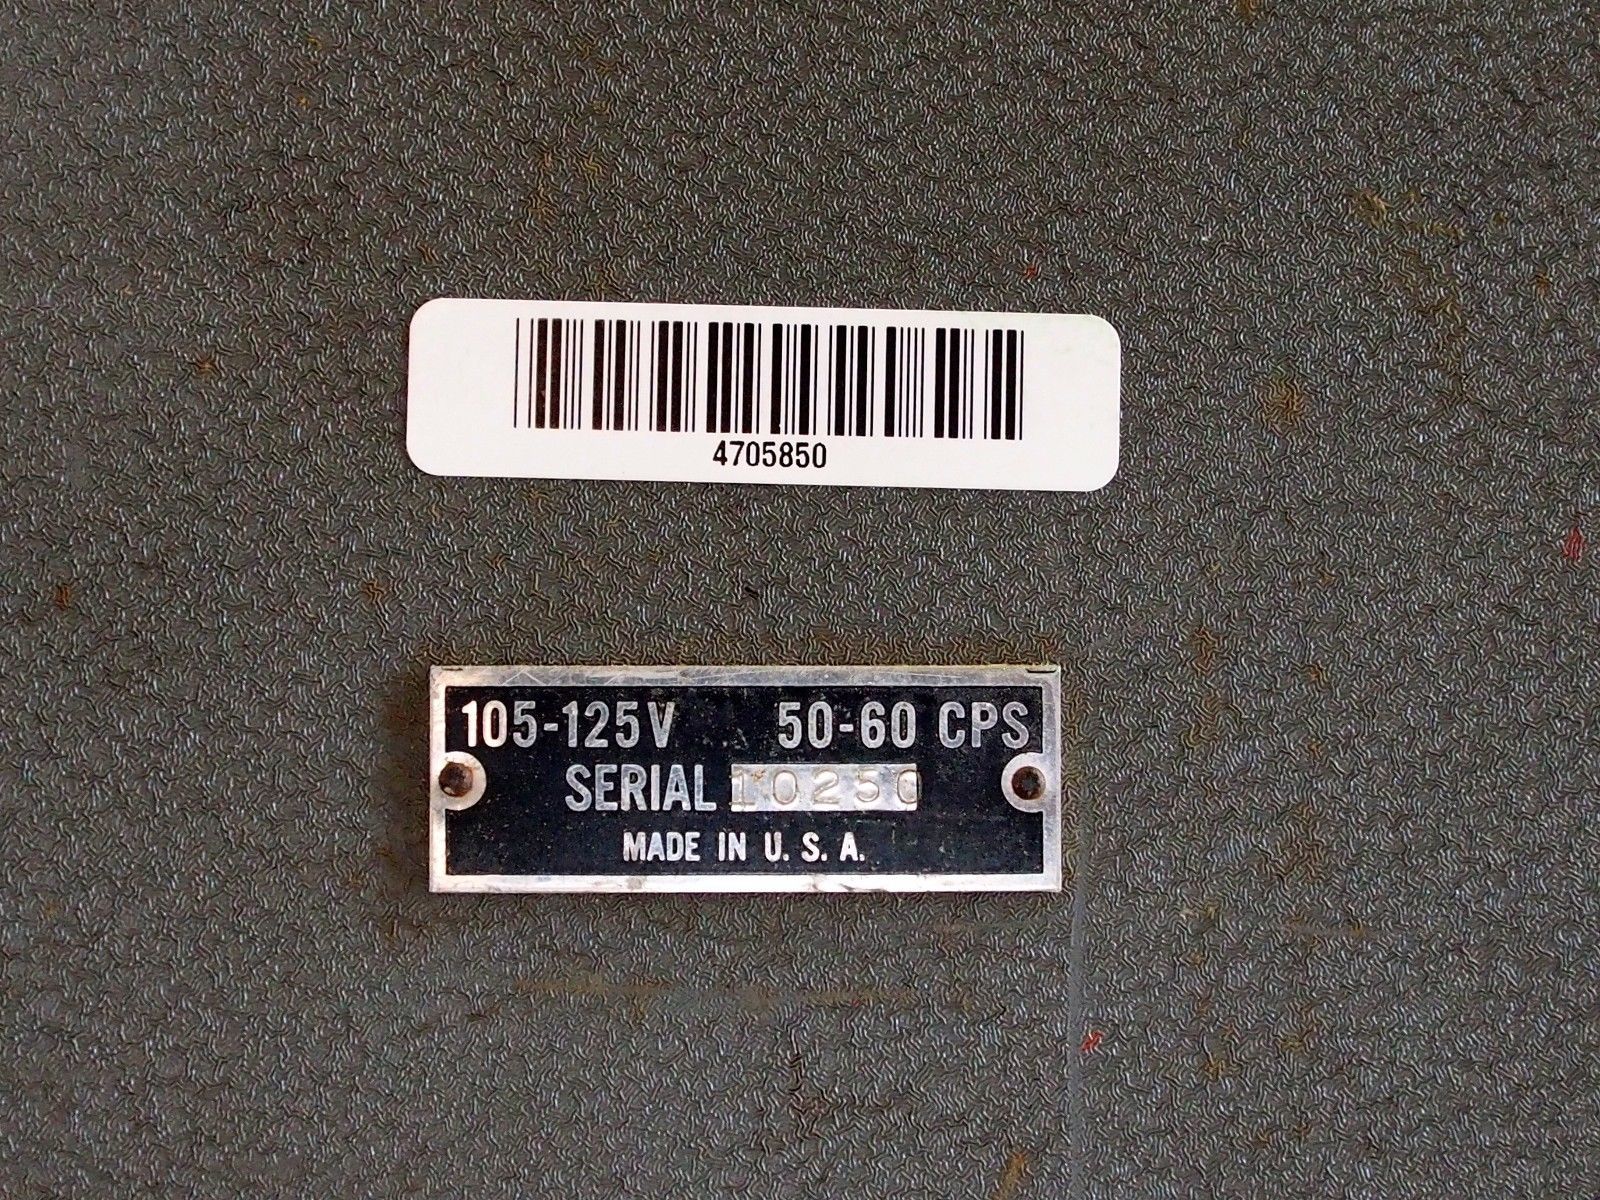 4705850
105-125V 50-60 CPS
SERIAL 10250
MADE IN U. S. A.